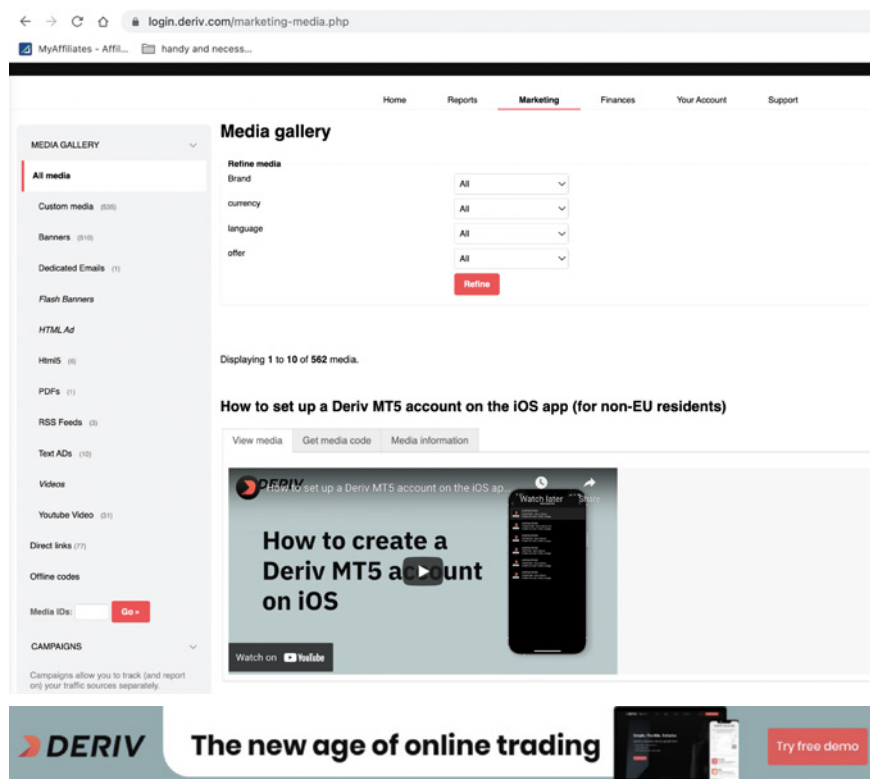 login.deriv.com/marketing-media.php
MyAffiliates - Affil... handy and necess...
Home Reports Marketing Finances Your Account Support
MEDIA GALLERY
All media
Custom media (535)
Banners (510)
Dedicated Emails (1)
Flash Banners
HTML Ad
Html5 (6)
PDFs (1)
RSS Feeds (3)
Text ADs (10)
Videos
Youtube Video (31)
Direct links (77)
Offline codes
Media IDs: Go »
CAMPAIGNS
Campaigns allow you to track (and report
on) your traffic sources separately.
Media gallery
Refine media
Brand All
currency All
language All
offer All
Refine
Displaying 1 to 10 of 562 media.
How to set up a Deriv MT5 account on the iOS app (for non-EU residents)
View media Get media code Media information
DERIV
How to set up a Deriv MT5 account on the iOS ap...
Watch later Share
How to create a
Deriv MT5 account
on iOS
Watch on YouTube
DERIV The new age of online trading Try free demo